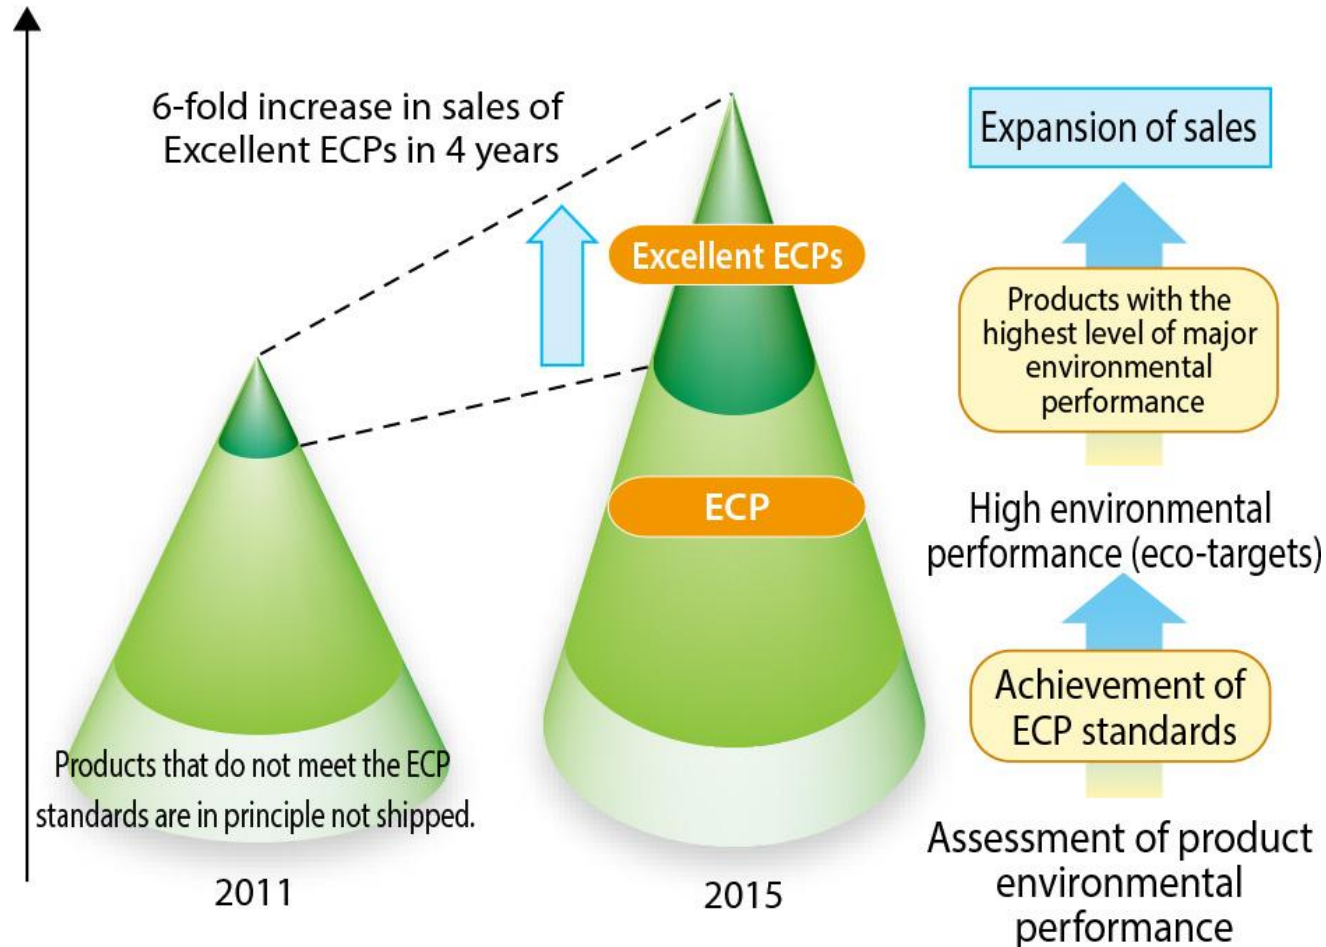 6-fold increase in sales of
Excellent ECPs in 4 years
Excellent ECPs
ECP
Products that do not meet the ECP
standards are in principle not shipped.
2011
2015
Expansion of sales
Products with the
highest level of major
environmental
performance
High environmental
performance (eco-targets)
Achievement of
ECP standards
Assessment of product
environmental
performance